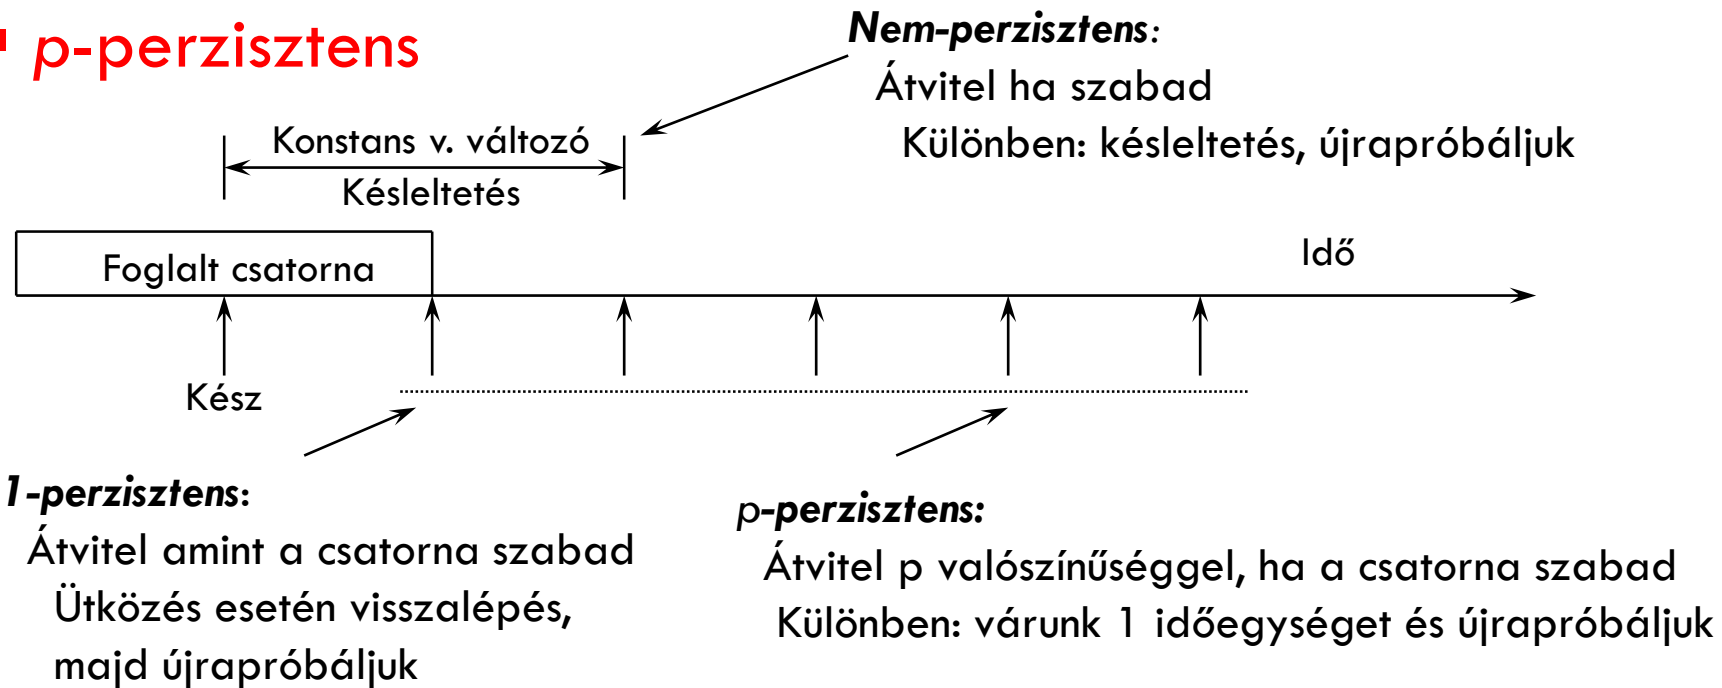 p-perzisztens
Nem-perzisztens:
Átvitel ha szabad
Különben: késleltetés, újrapróbáljuk
Konstans v. változó
Késleltetés
Foglalt csatorna
Idő
Kész
1-perzisztens:
Átvitel amint a csatorna szabad
Ütközés esetén visszalépés,
majd újrapróbáljuk
p-perzisztens:
Átvitel p valószínűséggel, ha a csatorna szabad
Különben: várunk 1 időegységet és újrapróbáljuk